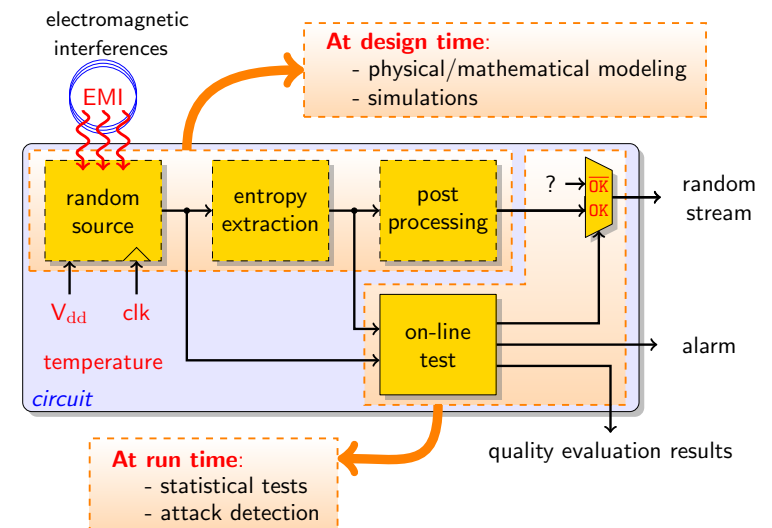 electromagnetic
interferences
EMI
At design time:
- physical/mathematical modeling
- simulations
random
source
entropy
extraction
post
processing
?
OK
OK
random
stream
Vdd
clk
temperature
on-line
test
alarm
circuit
quality evaluation results
At run time:
- statistical tests
- attack detection